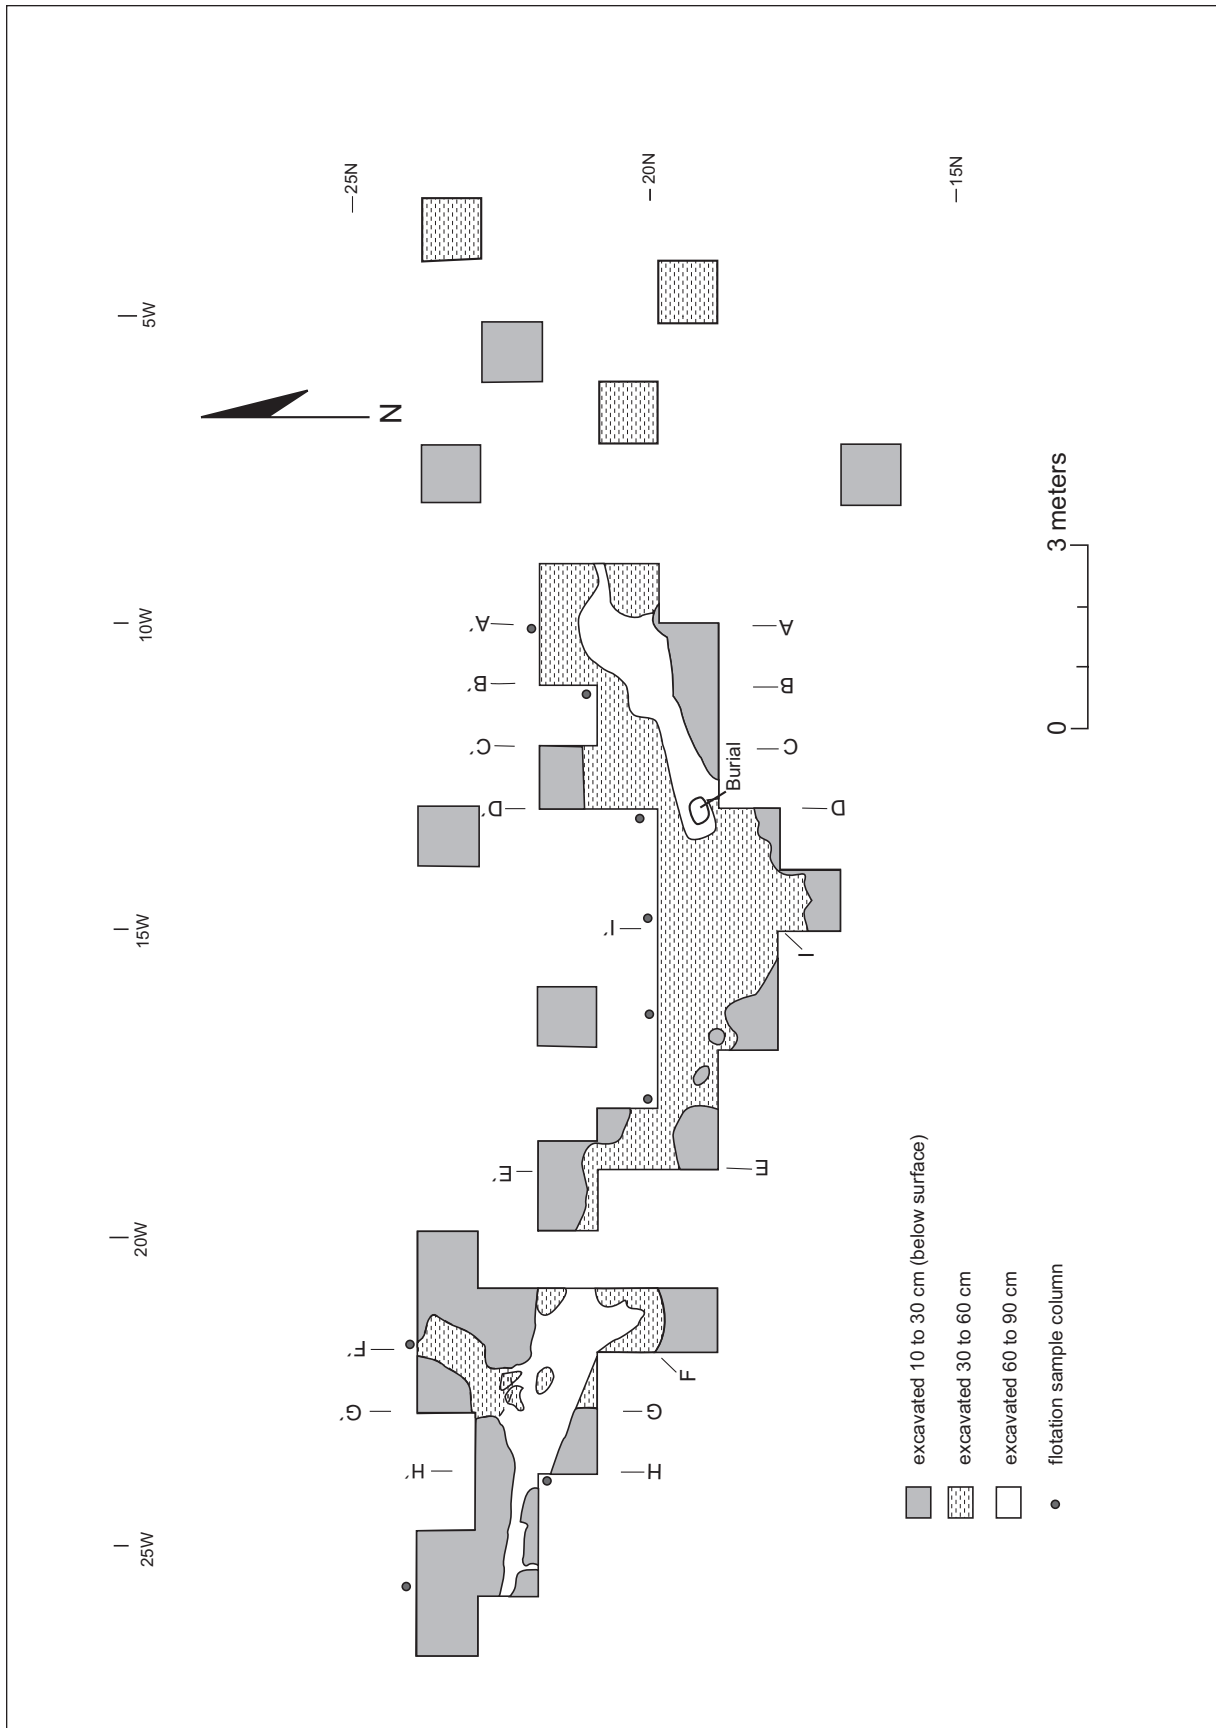 25N
20N
15N
5W
10W
15W
20W
25W
N
A´
B´
C´
D´
I´
E´
F´
G´
H´
A
B
C
D
I
E
F
G
H
Burial
0
3 meters
excavated 10 to 30 cm (below surface)
excavated 30 to 60 cm
excavated 60 to 90 cm
flotation sample column